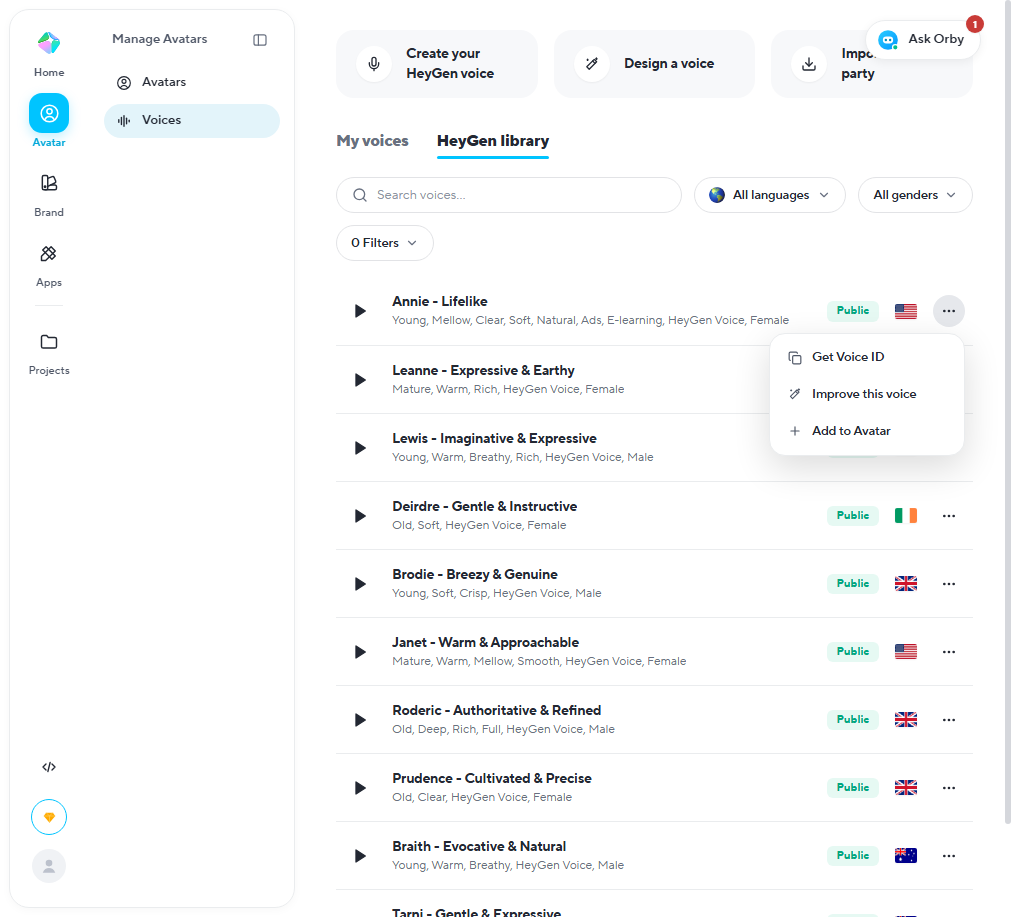 Home
Avatar
Brand
Apps
Projects
Manage Avatars
Avatars
Voices
Create your
HeyGen voice
Design a voice
party
Ask Orby
1
My voices
HeyGen library
Search voices...
All languages
All genders
0 Filters
Annie - Lifelike
Young, Mellow, Clear, Soft, Natural, Ads, E-learning, HeyGen Voice, Female
Public
Get Voice ID
Improve this voice
Add to Avatar
Leanne - Expressive & Earthy
Mature, Warm, Rich, HeyGen Voice, Female
Lewis - Imaginative & Expressive
Young, Warm, Breathy, Rich, HeyGen Voice, Male
Deirdre - Gentle & Instructive
Old, Soft, HeyGen Voice, Female
Public
Brodie - Breezy & Genuine
Young, Soft, Crisp, HeyGen Voice, Male
Public
Janet - Warm & Approachable
Mature, Warm, Mellow, Smooth, HeyGen Voice, Female
Public
Roderic - Authoritative & Refined
Old, Deep, Rich, Full, HeyGen Voice, Male
Public
Prudence - Cultivated & Precise
Old, Clear, HeyGen Voice, Female
Public
Braith - Evocative & Natural
Young, Warm, Breathy, HeyGen Voice, Male
Public
Tarni - Gentle & Expressive